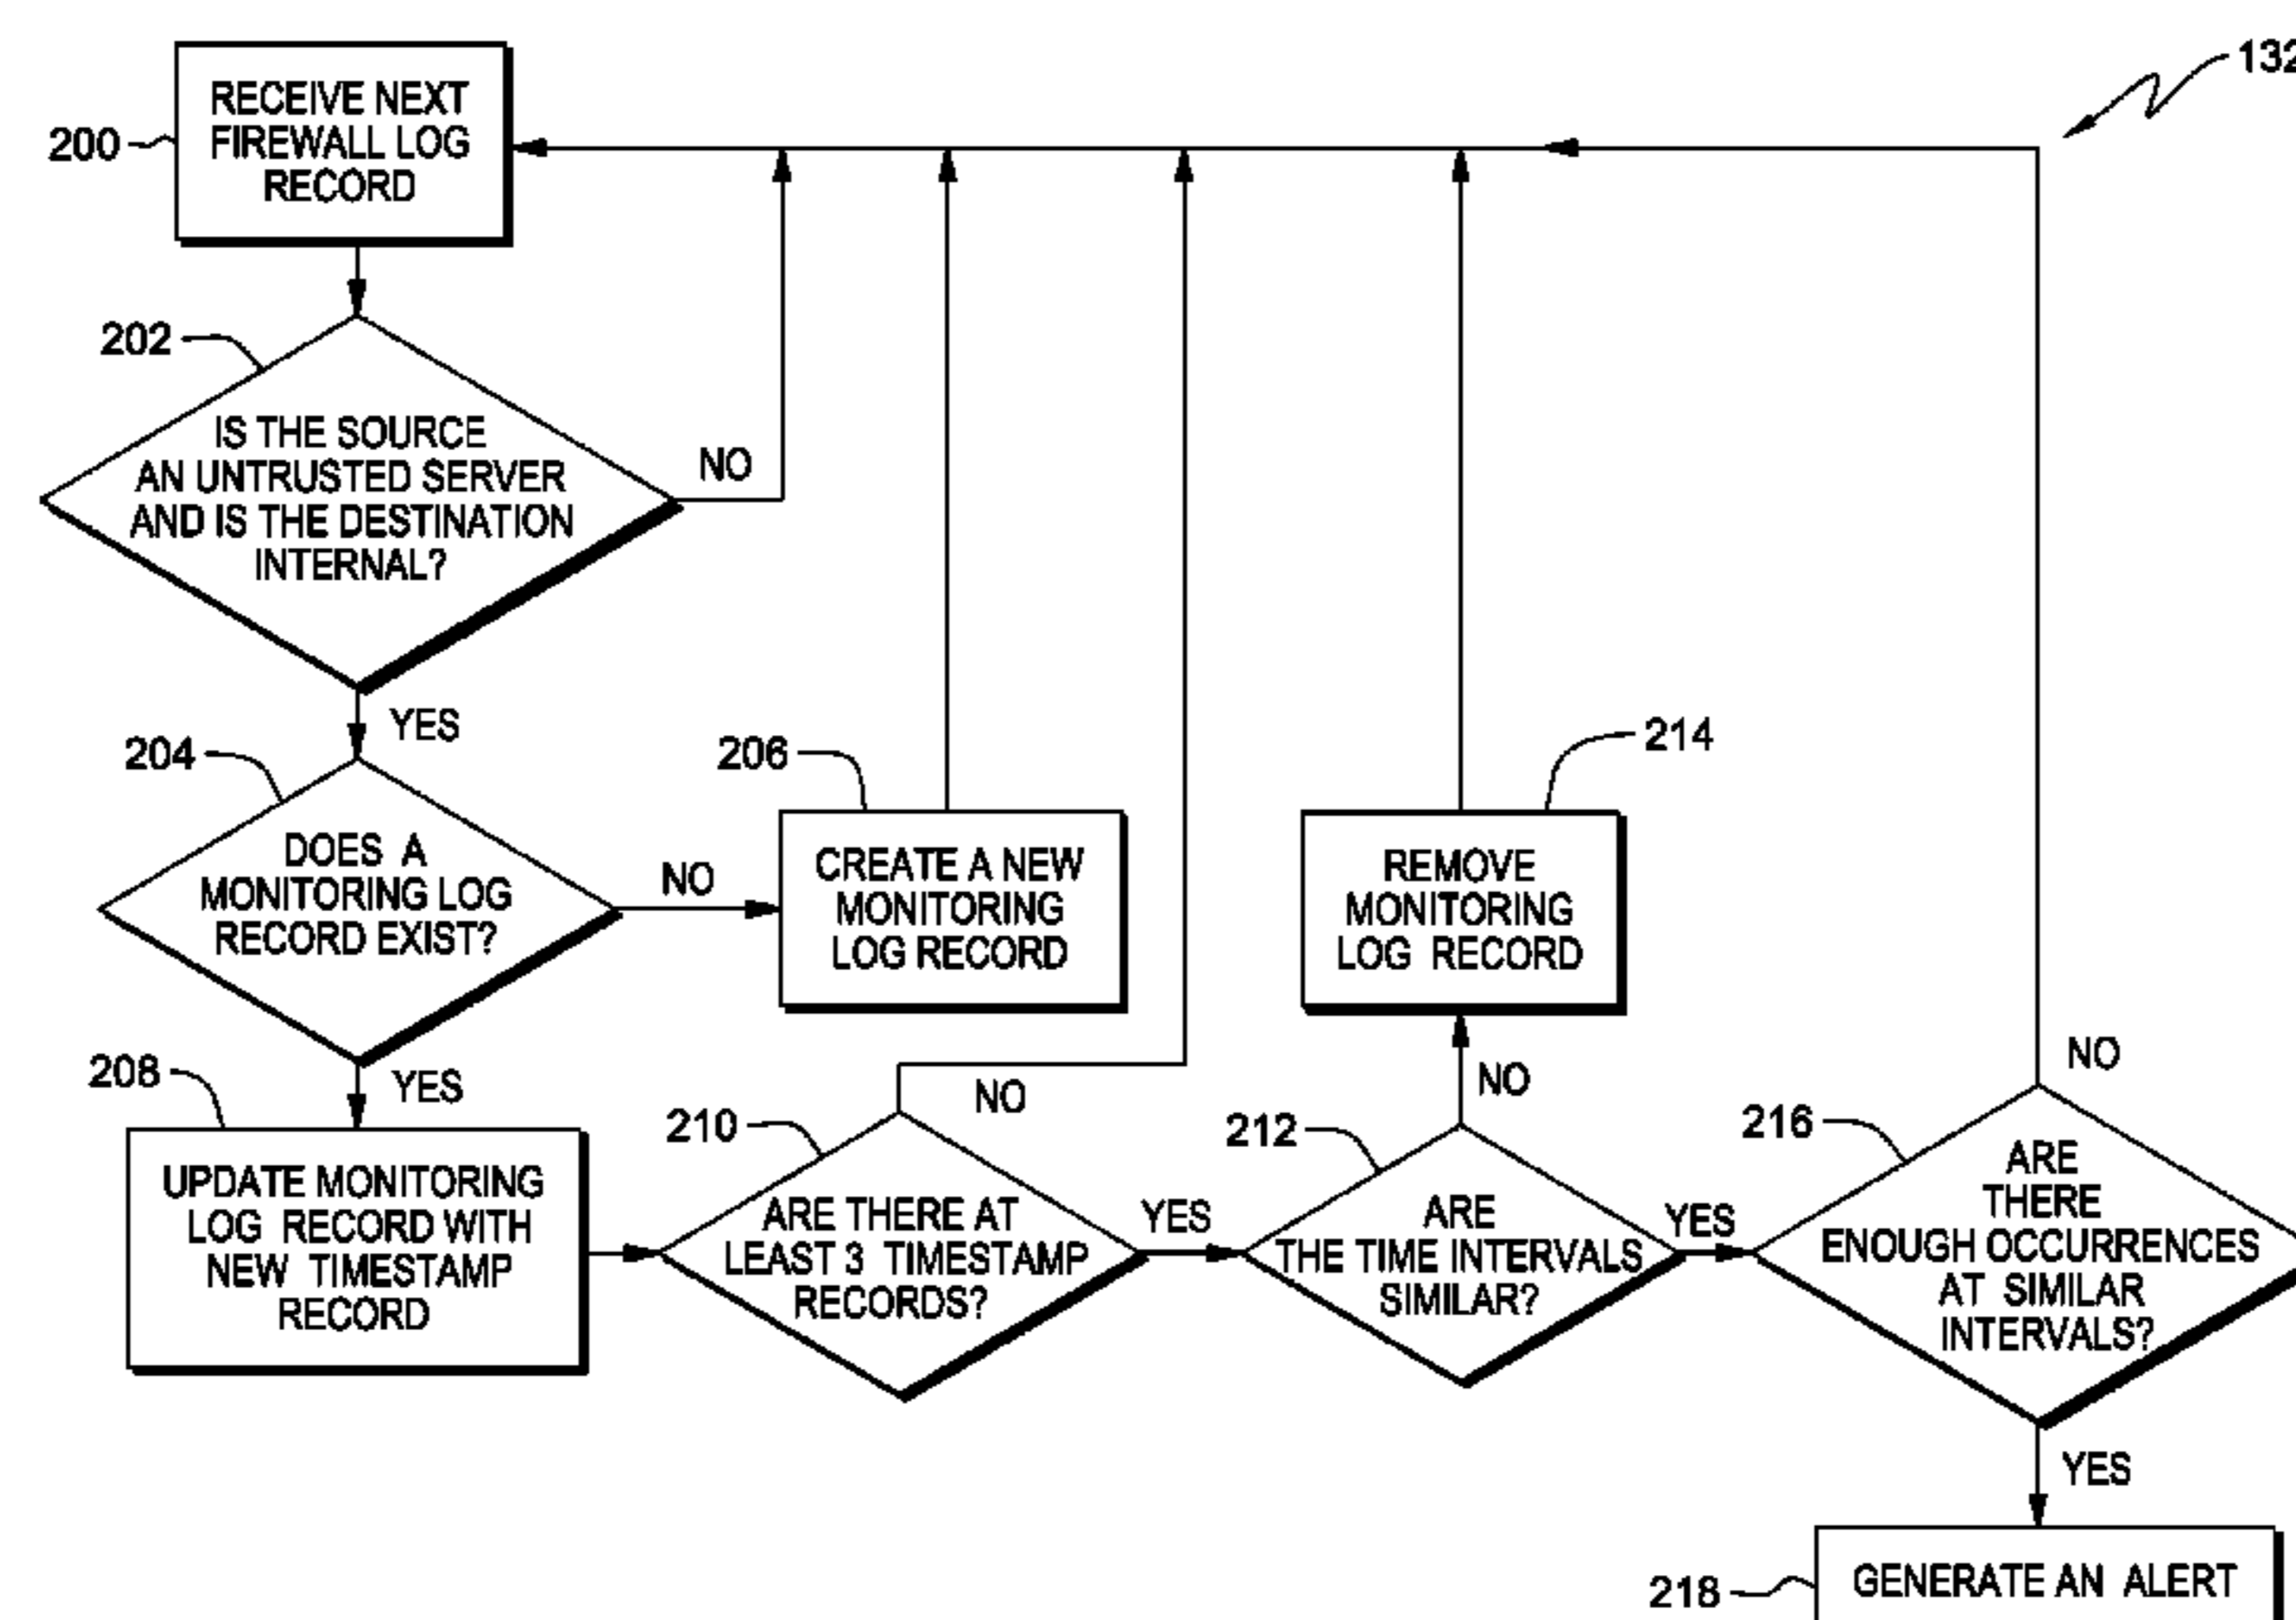 132
200
RECEIVE NEXT
FIREWALL LOG
RECORD
202
IS THE SOURCE
AN UNTRUSTED SERVER
AND IS THE DESTINATION
INTERNAL?
NO
YES
204
DOES A
MONITORING LOG
RECORD EXIST?
NO
206
CREATE A NEW
MONITORING
LOG RECORD
YES
208
UPDATE MONITORING
LOG RECORD WITH
NEW TIMESTAMP
RECORD
210
ARE THERE AT
LEAST 3 TIMESTAMP
RECORDS?
NO
YES
212
ARE
THE TIME INTERVALS
SIMILAR?
NO
214
REMOVE
MONITORING
LOG RECORD
YES
216
ARE
THERE
ENOUGH OCCURRENCES
AT SIMILAR
INTERVALS?
NO
YES
218
GENERATE AN ALERT